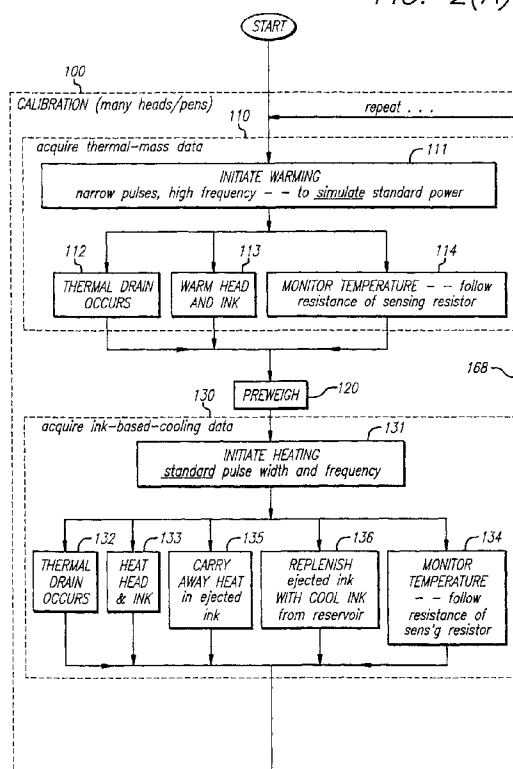 FIG. 2(A)
START
100
CALIBRATION (many heads/pens)
110
repeat . . .
acquire thermal-mass data
111
INITIATE WARMING
narrow pulses, high frequency – – to simulate standard power
112
113
114
THERMAL DRAIN
OCCURS
WARM HEAD
AND INK
MONITOR TEMPERATURE – – follow
resistance of sensing resistor
168
PREWEIGH
120
130
acquire ink-based-cooling data
131
INITIATE HEATING
standard pulse width and frequency
132
133
135
136
134
THERMAL
DRAIN
OCCURS
HEAT
HEAD
& INK
CARRY
AWAY HEAT
in ejected
ink
REPLENISH
ejected ink
WITH COOL INK
from reservoir
MONITOR
TEMPERATURE
– – follow
resistance of
sens'g resistor